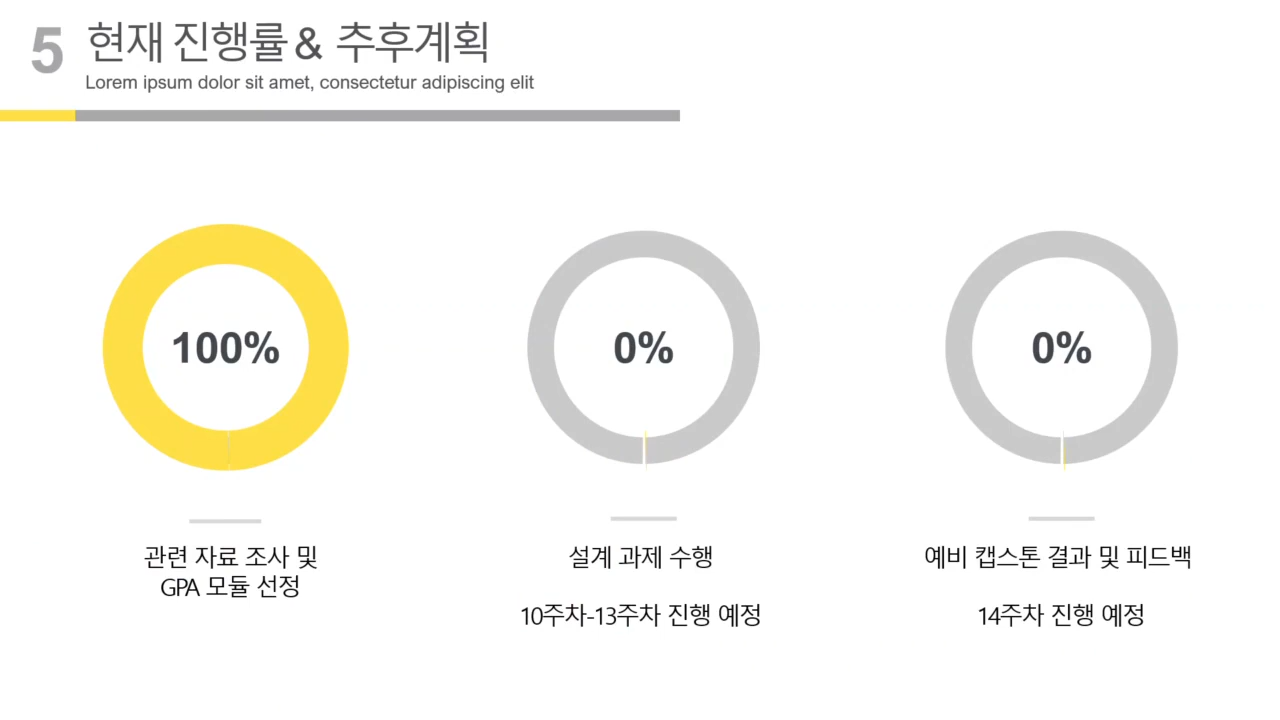 5
현재 진행률& 추후계획
Lorem ipsum dolor sit amet, consectetur adipiscing elit
100%
0%
0%
관련 자료 조사 및
GPA 모듈 선정
설계 과제 수행
10주차-13주차 진행 예정
예비 캡스톤 결과 및 피드백
14주차 진행 예정